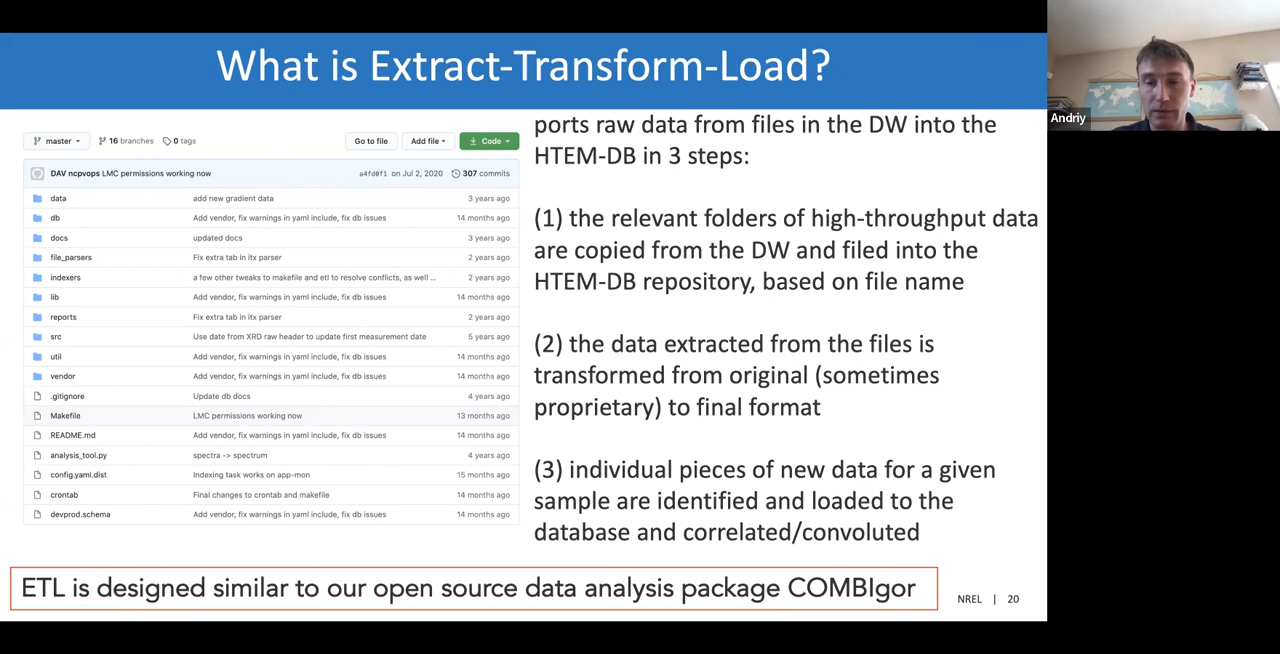 What is Extract-Transform-Load?
master
16 branches
0 tags
Go to file
Add file
Code
DAV ncpvops LMC permissions working now
a4fd8f1 on Jul 2, 2020
307 commits
data add new gradient data 3 years ago
db Add vendor, fix warnings in yaml include, fix db issues 14 months ago
docs updated docs 3 years ago
file_parsers Fix extra tab in itx parser 2 years ago
indexers a few other tweaks to makefile and etl to resolve conflicts, as well ... 2 years ago
lib Add vendor, fix warnings in yaml include, fix db issues 14 months ago
reports Fix extra tab in itx parser 2 years ago
src Use date from XRD raw header to update first measurement date 5 years ago
util Add vendor, fix warnings in yaml include, fix db issues 14 months ago
vendor Add vendor, fix warnings in yaml include, fix db issues 14 months ago
.gitignore Update db docs 4 years ago
Makefile LMC permissions working now 13 months ago
README.md Add vendor, fix warnings in yaml include, fix db issues 14 months ago
analysis_tool.py spectra -> spectrum 4 years ago
config.yaml.dist Indexing task works on app-mon 15 months ago
crontab Final changes to crontab and makefile 14 months ago
devprod.schema Add vendor, fix warnings in yaml include, fix db issues 14 months ago
ports raw data from files in the DW into the
HTEM-DB in 3 steps:
(1) the relevant folders of high-throughput data
are copied from the DW and filed into the
HTEM-DB repository, based on file name
(2) the data extracted from the files is
transformed from original (sometimes
proprietary) to final format
(3) individual pieces of new data for a given
sample are identified and loaded to the
database and correlated/convoluted
ETL is designed similar to our open source data analysis package COMBIgor
NREL | 20
Andriy